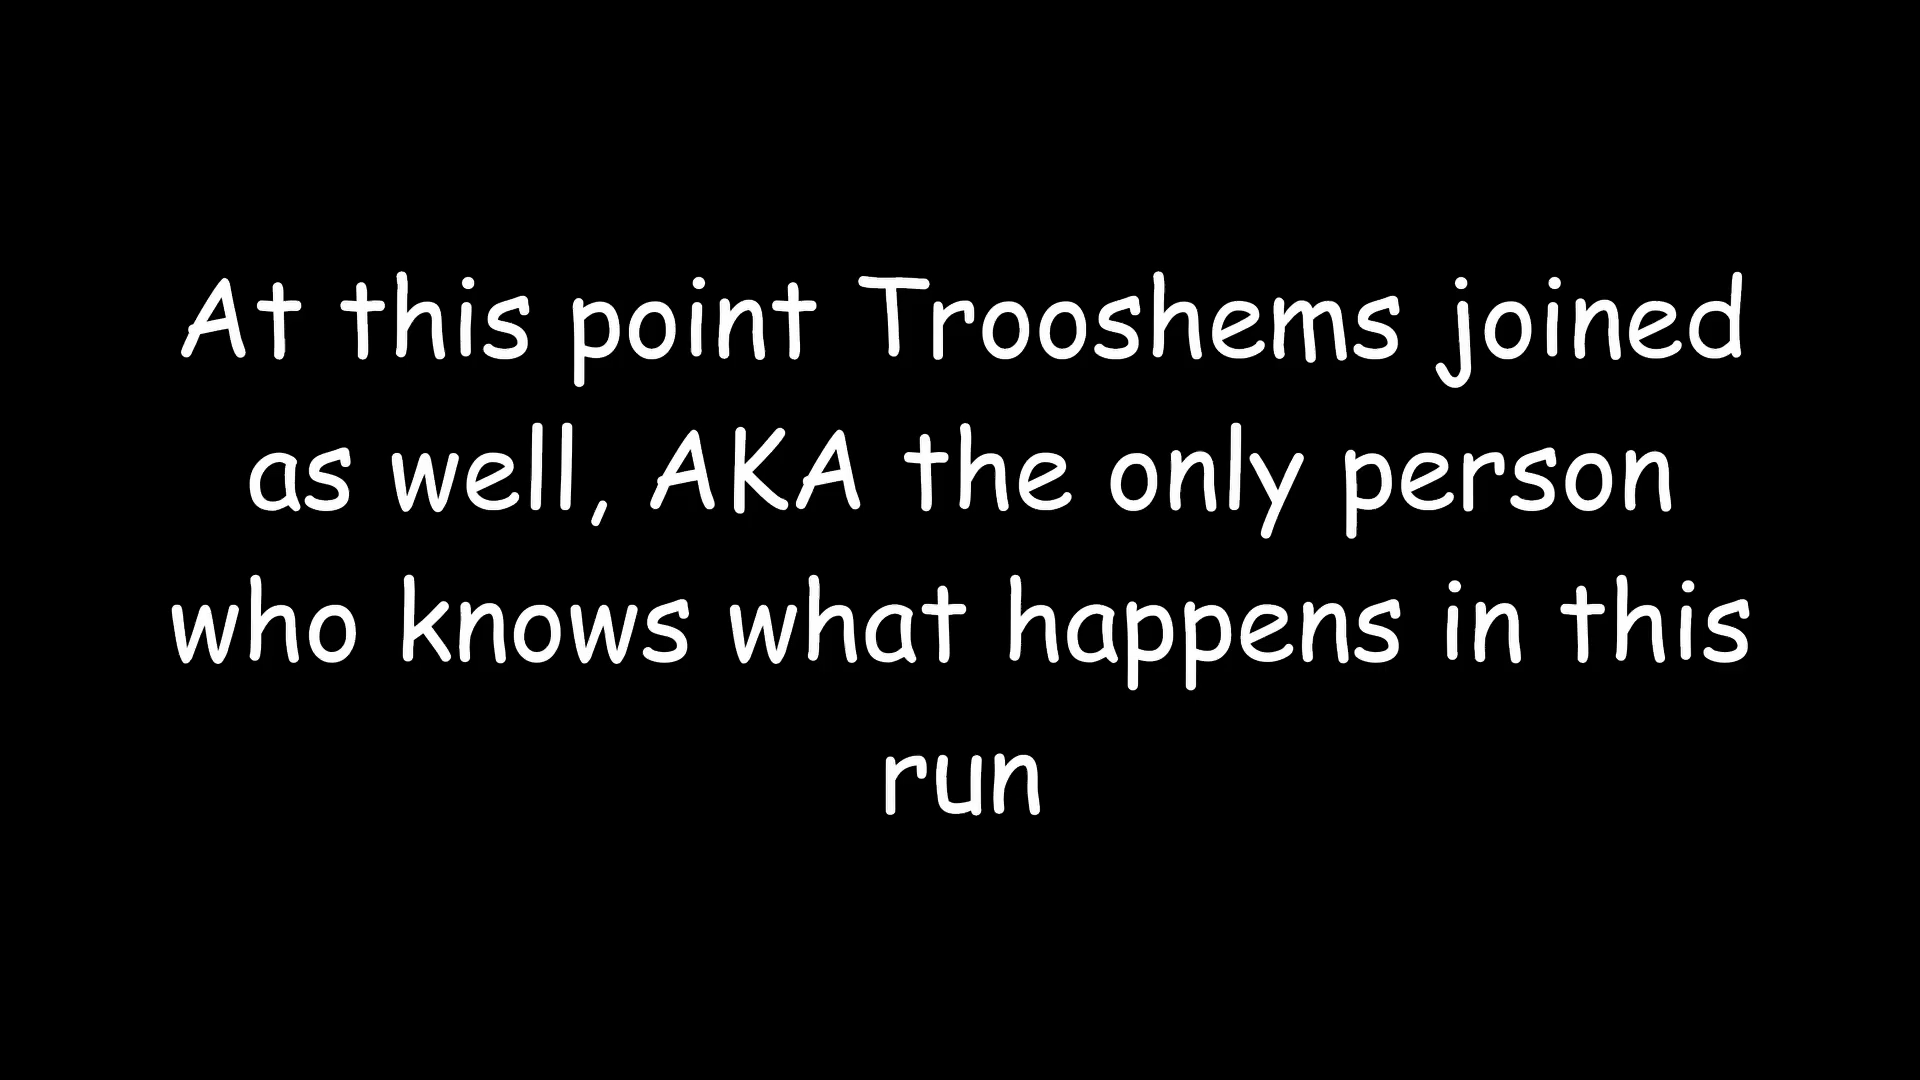 At this point Trooshems joined
as well, AKA the only person
who knows what happens in this
run